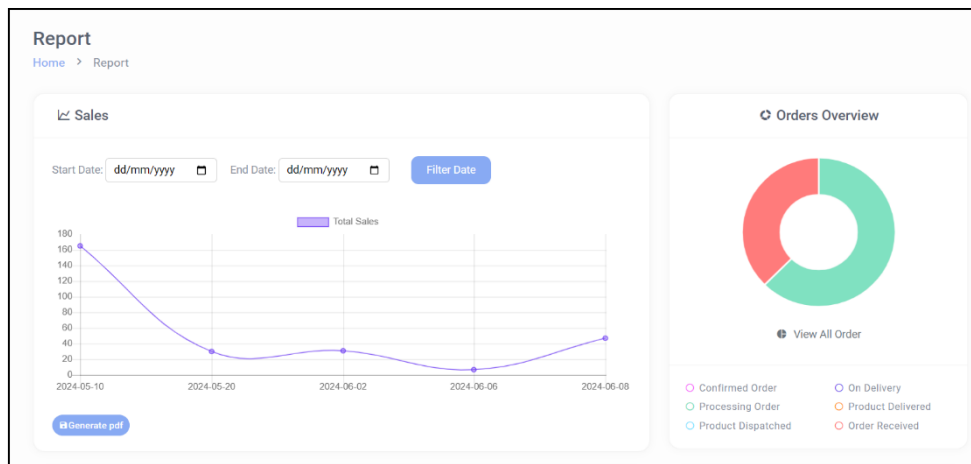 Report
Home > Report
Sales
Start Date: dd/mm/yyyy End Date: dd/mm/yyyy Filter Date
Total Sales
180
160
140
120
100
80
60
40
20
0
2024-05-10 2024-05-20 2024-06-02 2024-06-06 2024-06-08
Generate pdf
Orders Overview
View All Order
Confirmed Order On Delivery
Processing Order Product Delivered
Product Dispatched Order Received